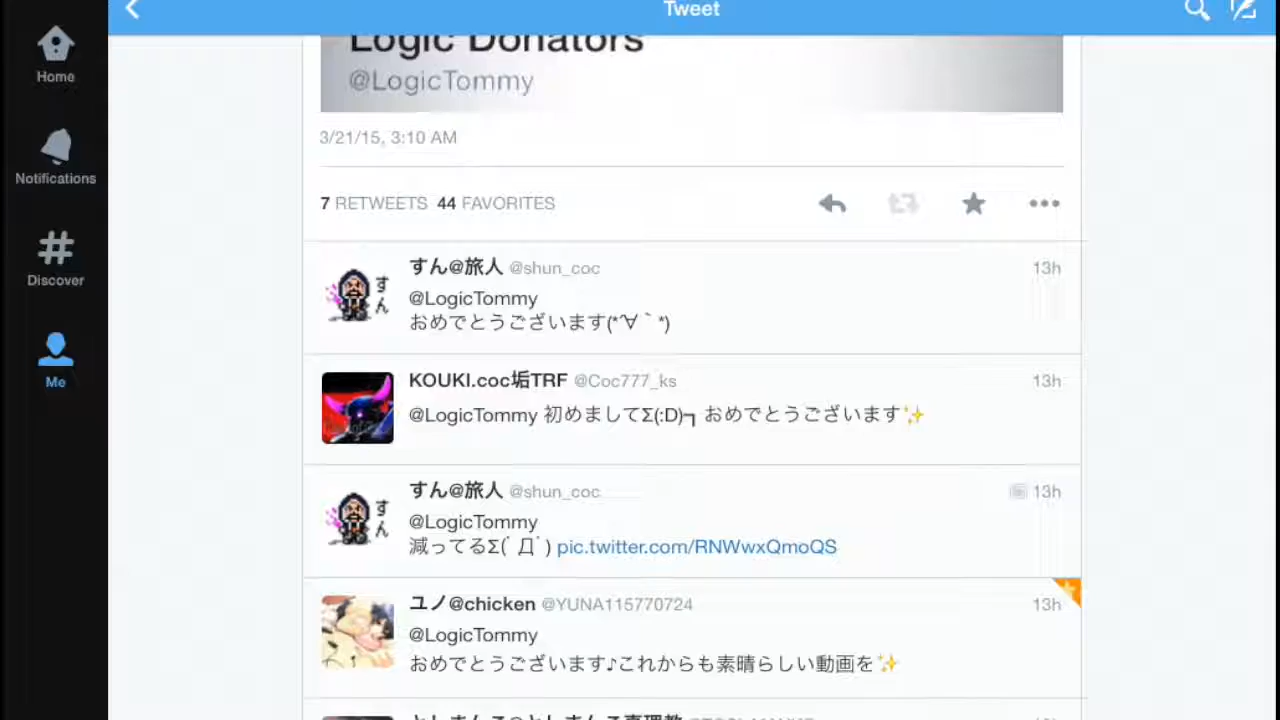 Tweet
Home
Notifications
Discover
Me
Logic Donators
@LogicTommy
3/21/15, 3:10 AM
7 RETWEETS 44 FAVORITES
すん@旅人 @shun_coc 13h
すん
@LogicTommy
おめでとうございます(*´∀｀*)
KOUKI.coc垢TRF @Coc777_ks 13h
@LogicTommy 初めましてΣ(:D)┓ おめでとうございます✨
すん@旅人 @shun_coc 13h
すん
@LogicTommy
減ってるΣ(ﾟДﾟ) pic.twitter.com/RNWwxQmoQS
ユノ@chicken @YUNA115770724 13h
@LogicTommy
おめでとうございます♪これからも素晴らしい動画を✨